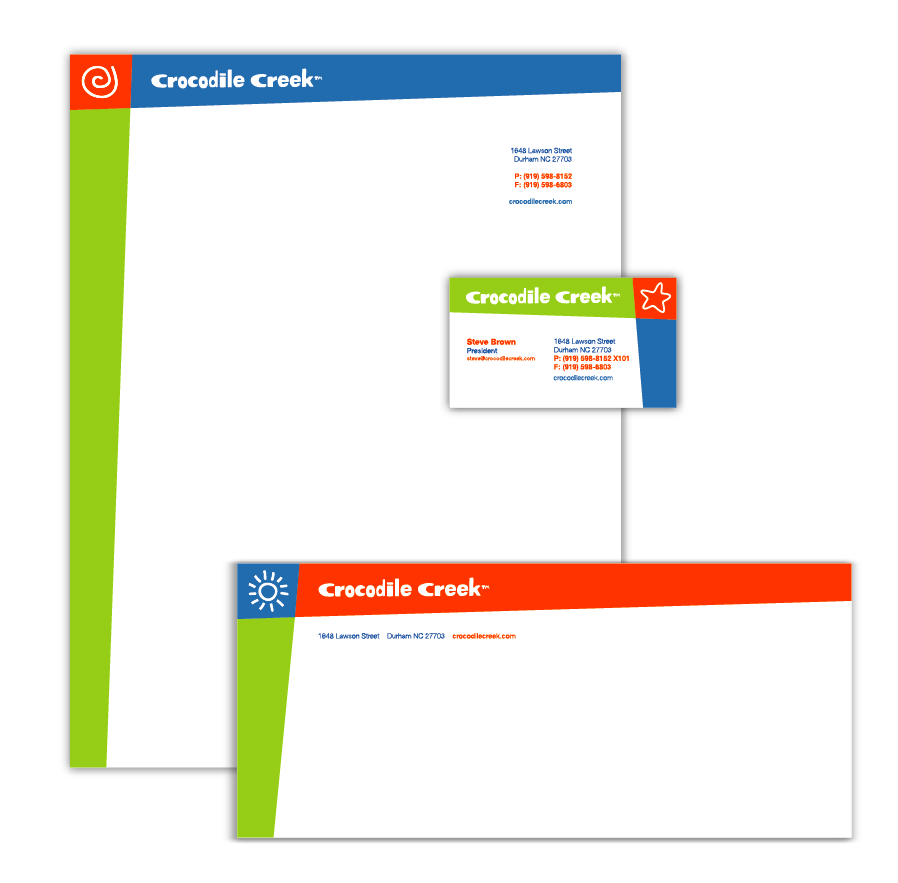 Crocodile Creek™
1648 Lawson Street
Durham NC 27703
P: (919) 598-8152
F: (919) 598-6803
crocodilecreek.com
Crocodile Creek™
Steve Brown
President
steve@crocodilecreek.com
1648 Lawson Street
Durham NC 27703
P: (919) 598-8152 X101
F: (919) 598-6803
crocodilecreek.com
Crocodile Creek™
1648 Lawson Street Durham NC 27703 crocodilecreek.com